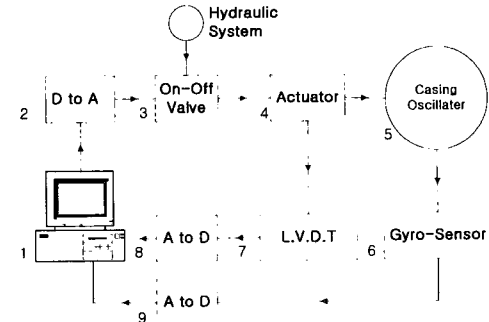 Hydraulic
System
2
D to A
3
On-Off
Valve
4
Actuator
Casing
Oscillater
5
1
8
A to D
7
L.V.D.T
6
Gyro-Sensor
9
A to D